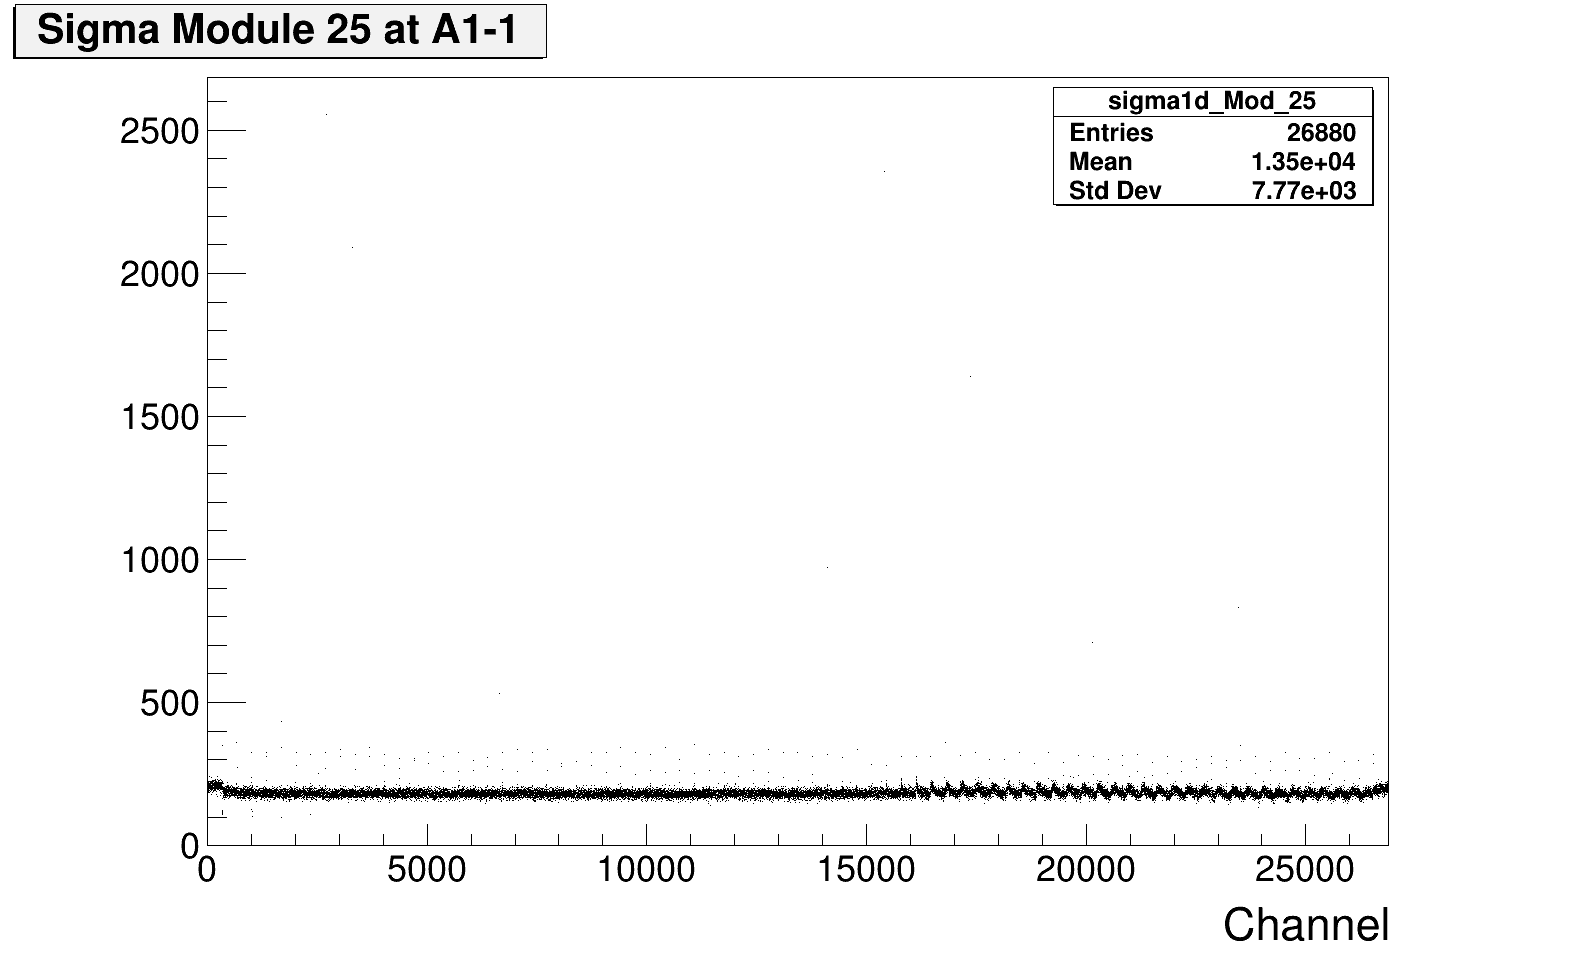 Sigma Module 25 at A1-1
sigma1d_Mod_25
Entries 26880
Mean 1.35e+04
Std Dev 7.77e+03
2500
2000
1500
1000
500
0
0 5000 10000 15000 20000 25000
Channel